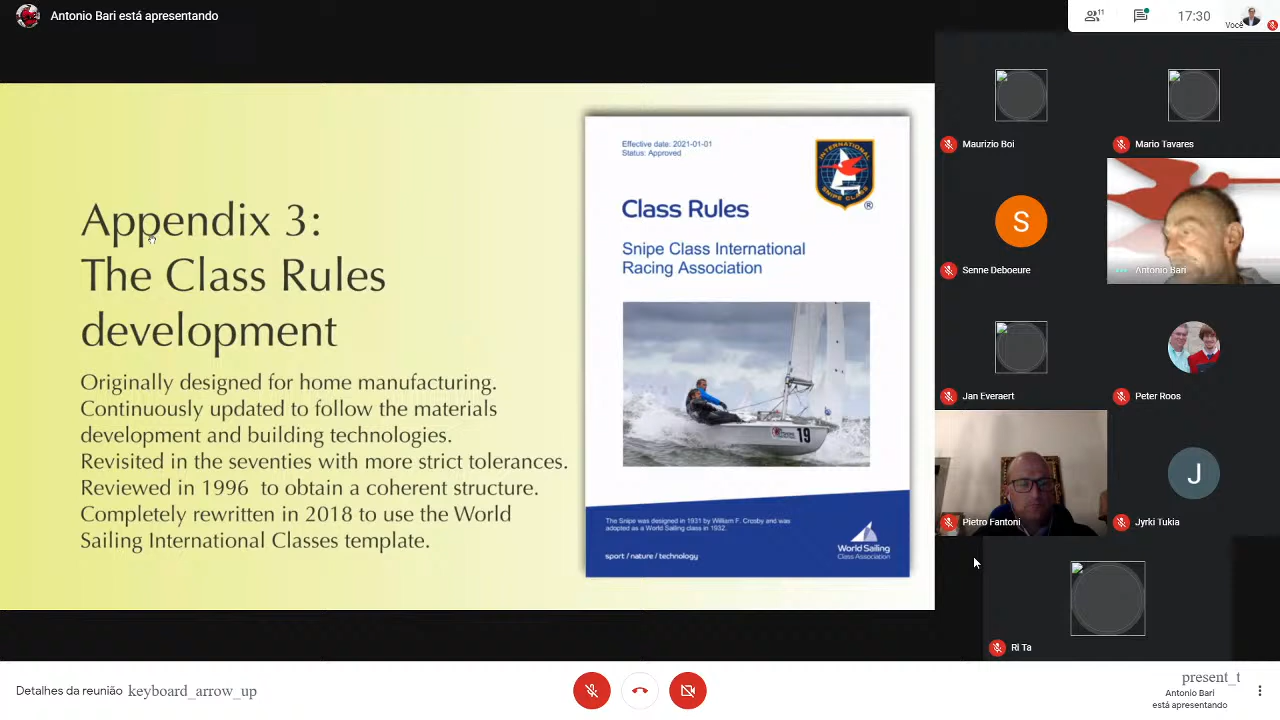 Antonio Bari está apresentando
11
17:30
Você
Appendix 3:
The Class Rules
development
Originally designed for home manufacturing.
Continuously updated to follow the materials
development and building technologies.
Revisited in the seventies with more strict tolerances.
Reviewed in 1996 to obtain a coherent structure.
Completely rewritten in 2018 to use the World
Sailing International Classes template.
Effective date: 2021-01-01
Status: Approved
INTERNATIONAL
SNIPE CLASS
®
Class Rules
Snipe Class International
Racing Association
19
The Snipe was designed in 1931 by William F. Crosby and was
adopted as a World Sailing class in 1932.
sport / nature / technology
World Sailing
Class Association
Maurizio Boi
Mario Tavares
S
Senne Deboeure
Antonio Bari
Jan Everaert
Peter Roos
Pietro Fantoni
J
Jyrki Tukia
Ri Ta
Detalhes da reunião keyboard_arrow_up
present_t
Antonio Bari
está apresentando